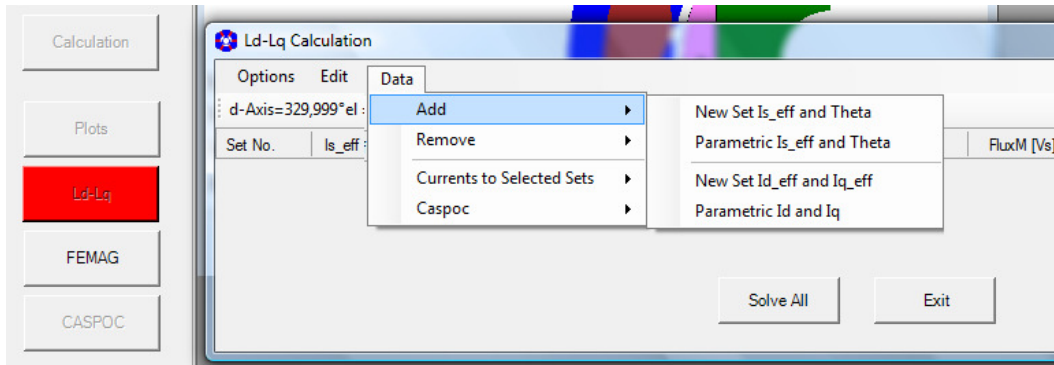 Calculation
Plots
Ld-Lq
FEMAG
CASPOC
Ld-Lq Calculation
Options Edit Data
d-Axis=329,999°el
Set No. Is_eff FluxM [Vs]
Add
Remove
Currents to Selected Sets
Caspoc
New Set Is_eff and Theta
Parametric Is_eff and Theta
New Set Id_eff and Iq_eff
Parametric Id and Iq
Solve All Exit